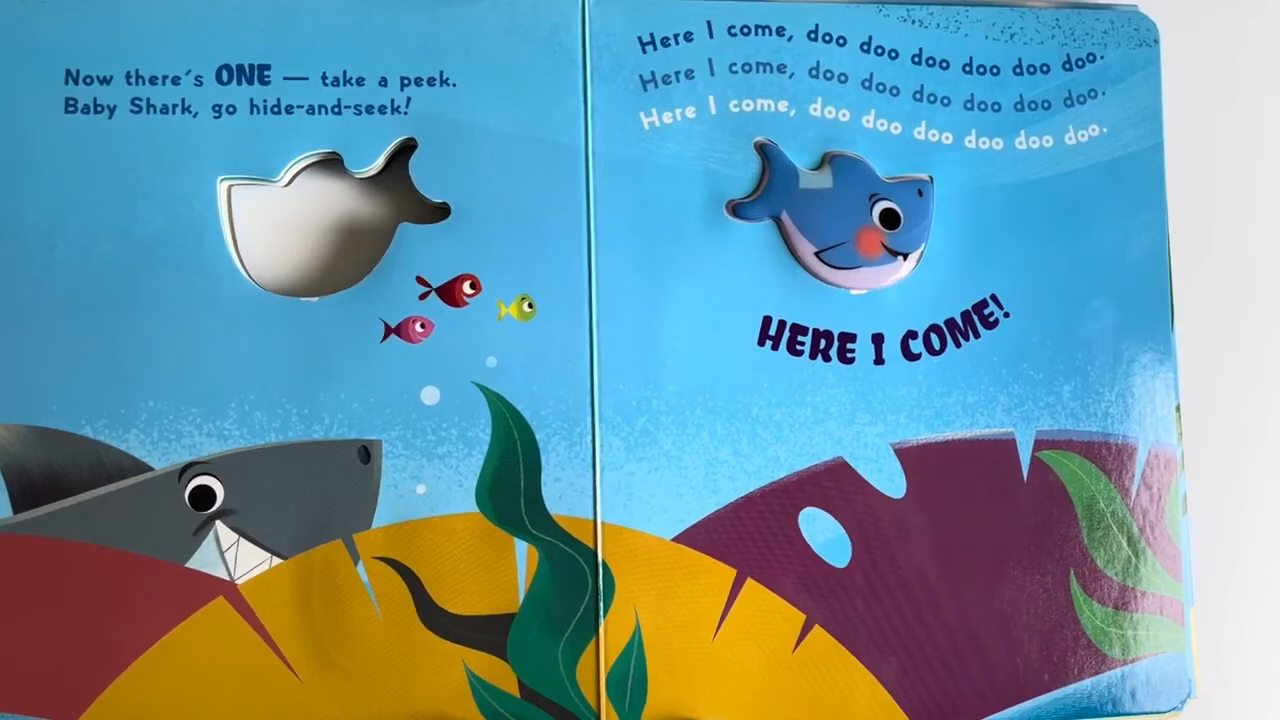 Now there's ONE — take a peek.
Baby Shark, go hide-and-seek!
Here I come, doo doo doo doo doo doo.
Here I come, doo doo doo doo doo doo.
Here I come, doo doo doo doo doo doo.
HERE I COME!